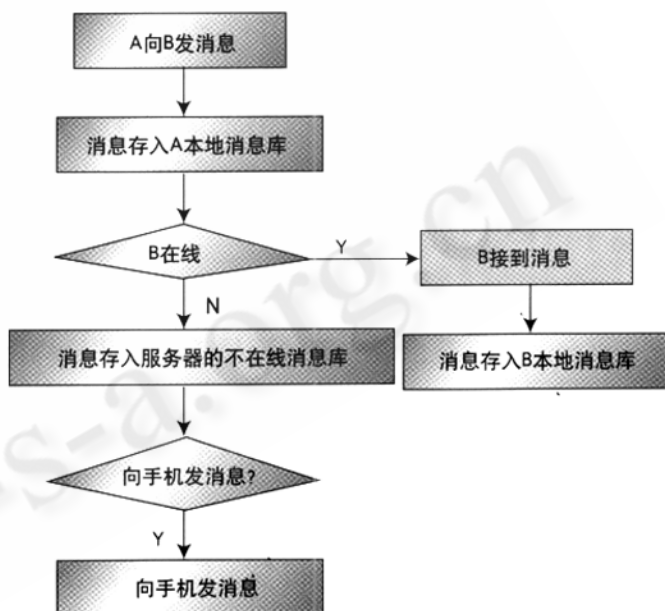 A向B发消息
消息存入A本地消息库
B在线
Y
B接到消息
N
消息存入服务器的不在线消息库
消息存入B本地消息库
向手机发消息?
Y
向手机发消息
s-a.org.cn